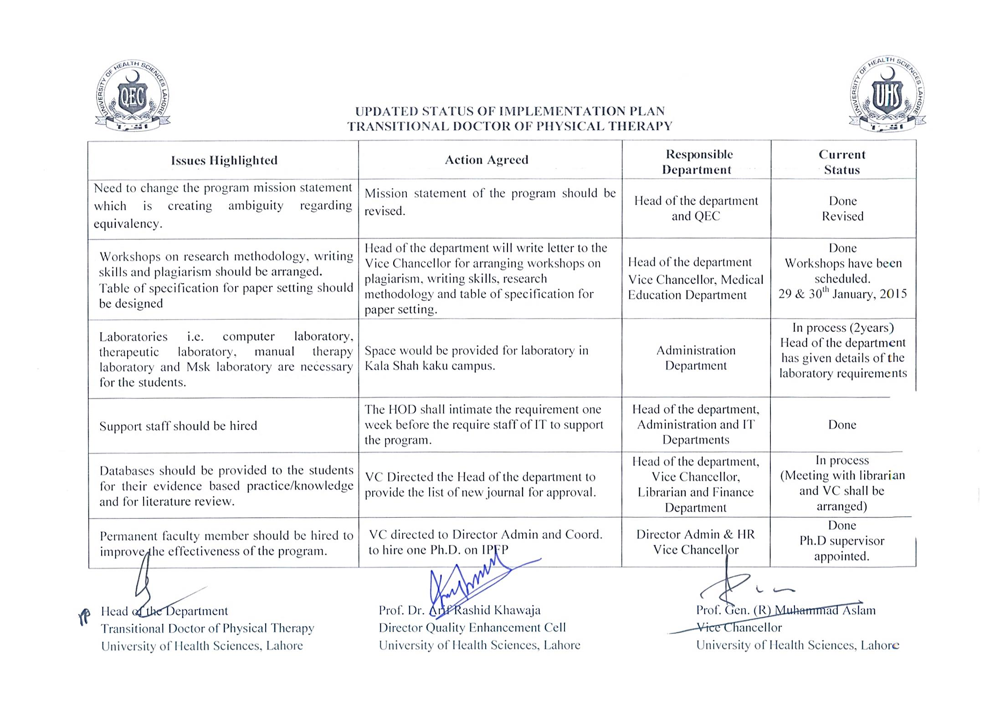 UNIVERSITY OF HEALTH SCIENCES LAHORE
QEC
اقرا
UNIVERSITY OF HEALTH SCIENCES LAHORE
UHS
اقرا
UPDATED STATUS OF IMPLEMENTATION PLAN
TRANSITIONAL DOCTOR OF PHYSICAL THERAPY
Issues Highlighted
Action Agreed
Responsible
Department
Current
Status
Need to change the program mission statement
which is creating ambiguity regarding
equivalency.
Mission statement of the program should be
revised.
Head of the department
and QEC
Done
Revised
Workshops on research methodology, writing
skills and plagiarism should be arranged.
Table of specification for paper setting should
be designed
Head of the department will write letter to the
Vice Chancellor for arranging workshops on
plagiarism, writing skills, research
methodology and table of specification for
paper setting.
Head of the department
Vice Chancellor, Medical
Education Department
Done
Workshops have been
scheduled.
29 & 30th January, 2015
Laboratories i.e. computer laboratory,
therapeutic laboratory, manual therapy
laboratory and Msk laboratory are necessary
for the students.
Space would be provided for laboratory in
Kala Shah kaku campus.
Administration
Department
In process (2years)
Head of the department
has given details of the
laboratory requirements
Support staff should be hired
The HOD shall intimate the requirement one
week before the require staff of IT to support
the program.
Head of the department,
Administration and IT
Departments
Done
Databases should be provided to the students
for their evidence based practice/knowledge
and for literature review.
VC Directed the Head of the department to
provide the list of new journal for approval.
Head of the department,
Vice Chancellor,
Librarian and Finance
Department
In process
(Meeting with librarian
and VC shall be
arranged)
Permanent faculty member should be hired to
improve the effectiveness of the program.
VC directed to Director Admin and Coord.
to hire one Ph.D. on IPFP
Director Admin & HR
Vice Chancellor
Done
Ph.D supervisor
appointed.
Head of the Department
Transitional Doctor of Physical Therapy
University of Health Sciences, Lahore
Prof. Dr. Arif Rashid Khawaja
Director Quality Enhancement Cell
University of Health Sciences, Lahore
Prof. Gen. (R) Muhammad Aslam
Vice Chancellor
University of Health Sciences, Lahore